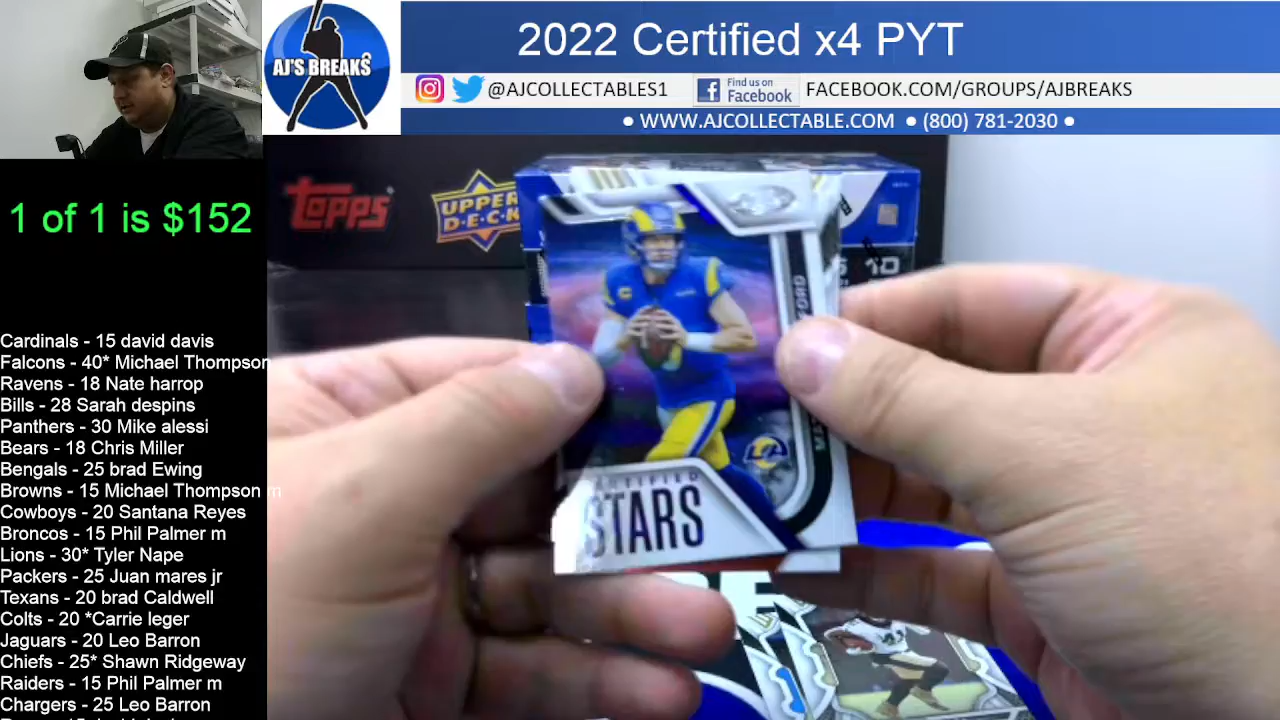 AJ'S BREAKS
2022 Certified x4 PYT
@AJCOLLECTABLES1
Find us on
Facebook
FACEBOOK.COM/GROUPS/AJBREAKS
● WWW.AJCOLLECTABLE.COM ● (800) 781-2030 ●
1 of 1 is $152
Topps
UPPER
DECK
10
STARS
LA
Cardinals - 15 david davis
Falcons - 40* Michael Thompson
Ravens - 18 Nate harrop
Bills - 28 Sarah despins
Panthers - 30 Mike alessi
Bears - 18 Chris Miller
Bengals - 25 brad Ewing
Browns - 15 Michael Thompson m
Cowboys - 20 Santana Reyes
Broncos - 15 Phil Palmer m
Lions - 30* Tyler Nape
Packers - 25 Juan mares jr
Texans - 20 brad Caldwell
Colts - 20 *Carrie leger
Jaguars - 20 Leo Barron
Chiefs - 25* Shawn Ridgeway
Raiders - 15 Phil Palmer m
Chargers - 25 Leo Barron